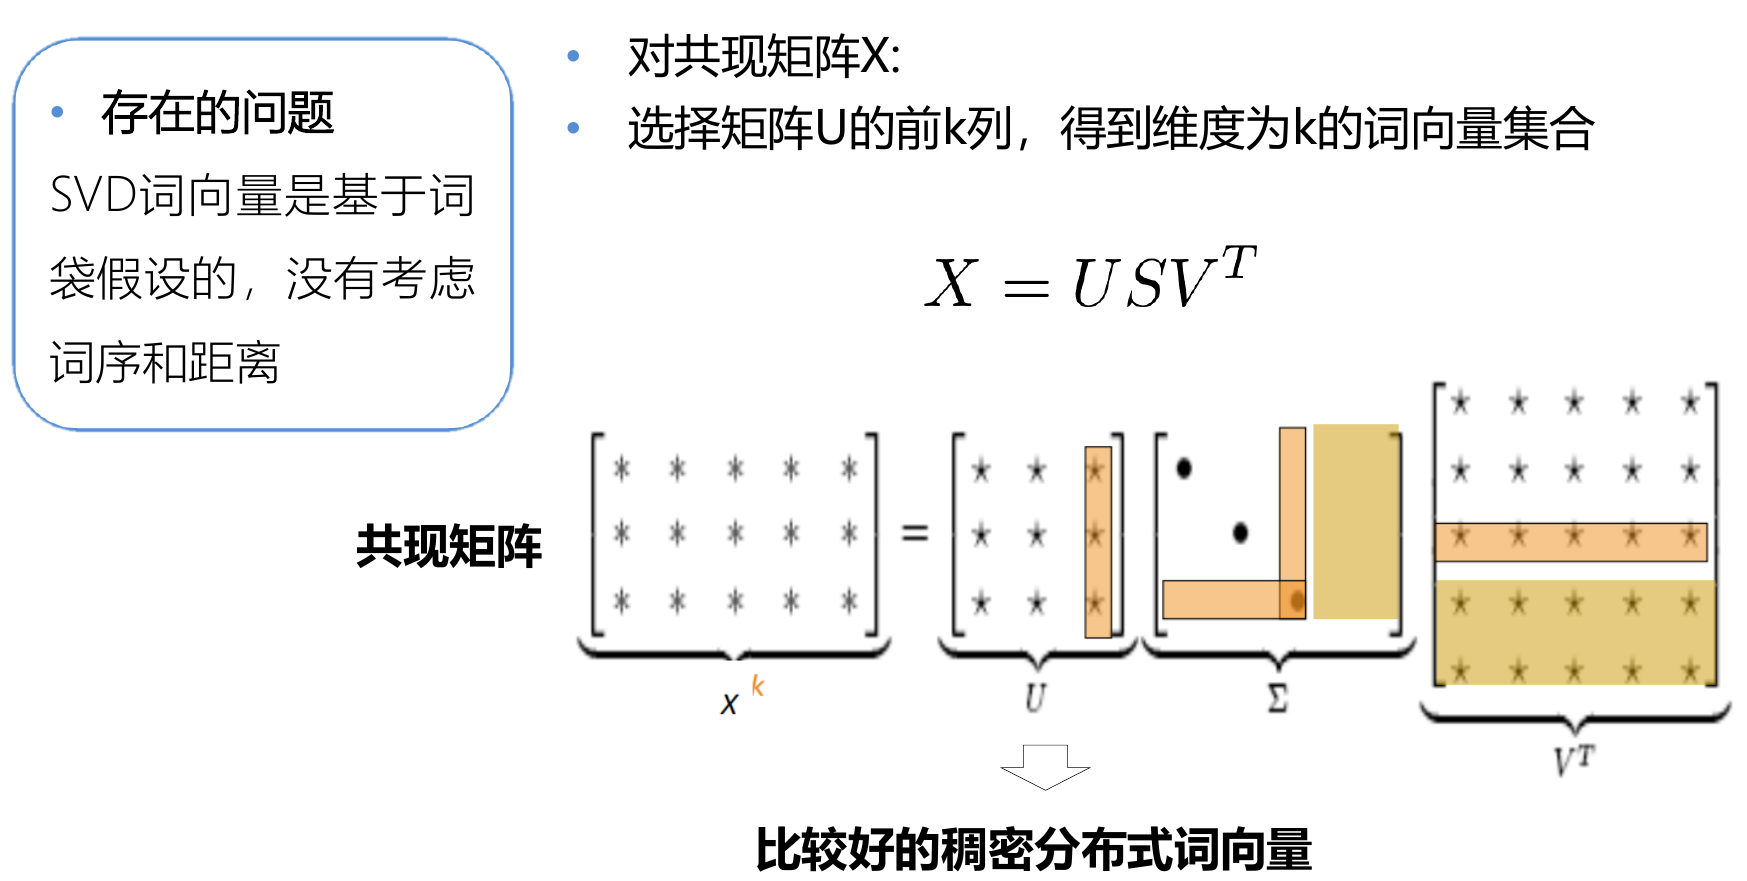 • 存在的问题
SVD词向量是基于词
袋假设的，没有考虑
词序和距离
• 对共现矩阵X:
• 选择矩阵U的前k列，得到维度为k的词向量集合
X = USV^T
共现矩阵
* * * * *
* * * * *
* * * * *
X k
=
* * *
* * *
* * *
U
Σ
* * * * *
* * * * *
* * * * *
* * * * *
* * * * *
V^T
比较好的稠密分布式词向量